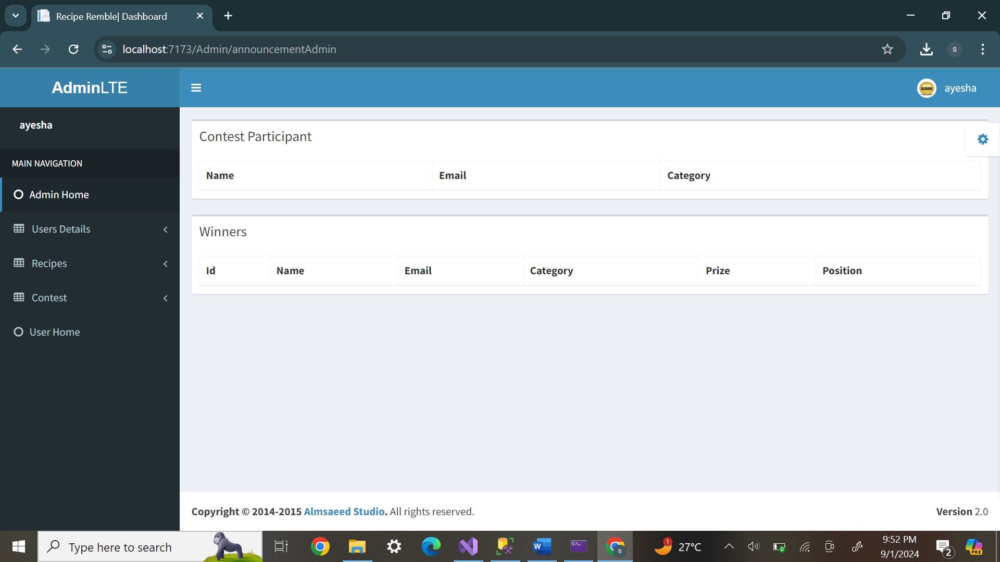 Recipe Remble| Dashboard
localhost:7173/Admin/announcementAdmin
s
AdminLTE
ADMIN
ayesha
ayesha
MAIN NAVIGATION
Admin Home
Users Details
Recipes
Contest
User Home
Contest Participant
Name Email Category
Winners
Id Name Email Category Prize Position
Copyright © 2014-2015 Almsaeed Studio. All rights reserved.
Version 2.0
Type here to search
W
C:\_
S
1
27°C
9:52 PM
9/1/2024
2
PRE